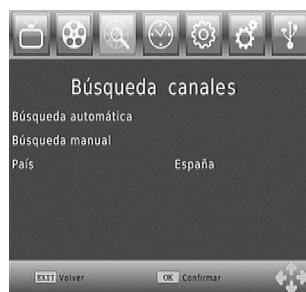 Búsqueda canales
Búsqueda automática
Búsqueda manual
País España
EXIT Volver OK Confirmar